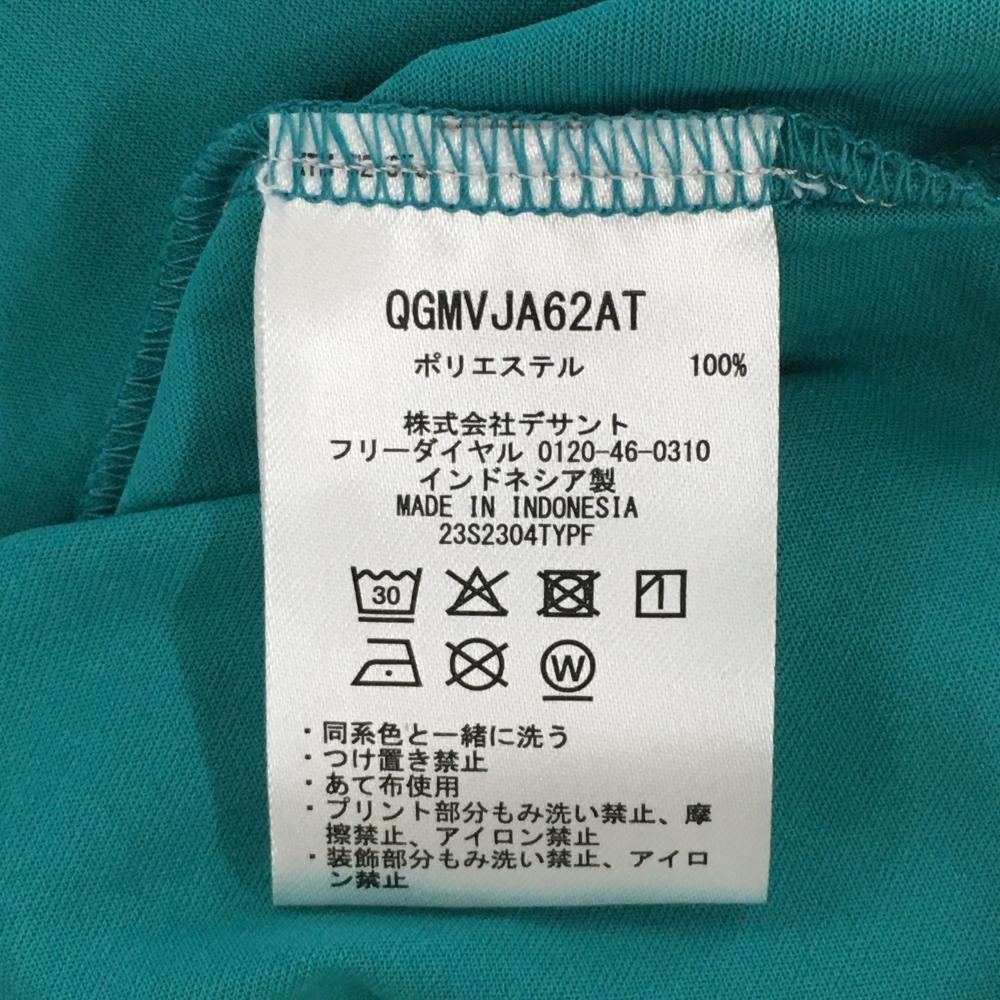 QGMVJA62AT
ポリエステル 100%
株式会社デサント
フリーダイヤル 0120-46-0310
インドネシア製
MADE IN INDONESIA
23S2304TYPF
30
W
・同系色と一緒に洗う
・つけ置き禁止
・あて布使用
・プリント部分もみ洗い禁止、摩
擦禁止、アイロン禁止
・装飾部分もみ洗い禁止、アイロ
ン禁止